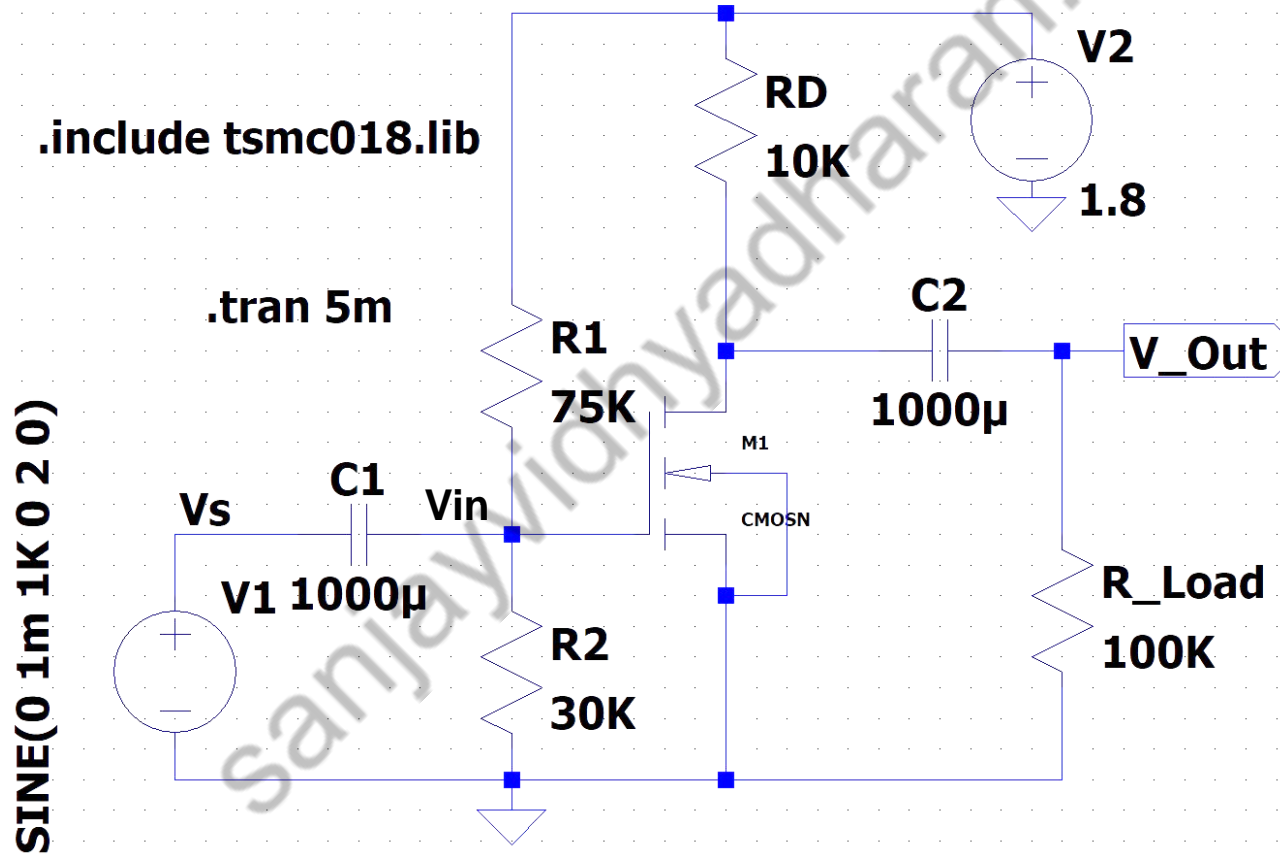 V2
RD
.include tsmc018.lib
10K
1.8
.tran 5m
C2
R1
V_Out
75K
1000µ
M1
C1
Vs
Vin
CMOSN
V1
1000µ
R_Load
R2
100K
30K
SINE(0 1m 1K 0 2 0)
sanjayvidhyadharan.